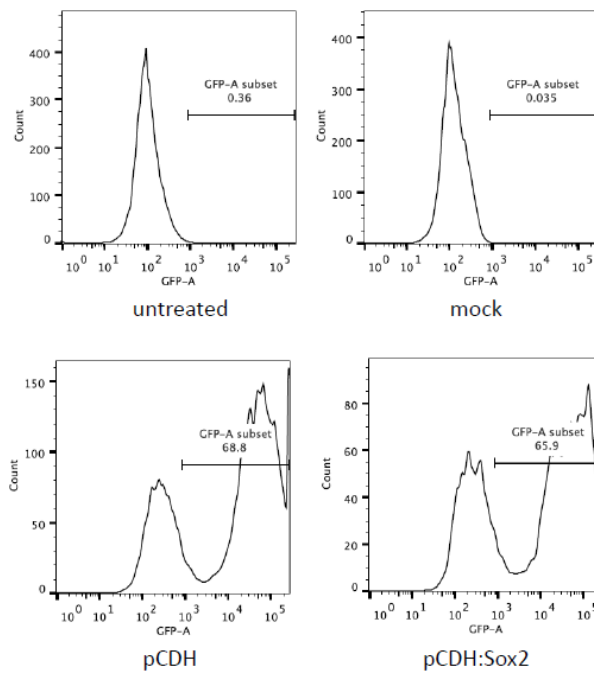 400
300
200
100
0
Count
GFP-A subset
0.36
10^0 10^1 10^2 10^3 10^4 10^5
GFP-A
untreated
400
300
200
100
0
Count
GFP-A subset
0.035
10^0 10^1 10^2 10^3 10^4 10^5
GFP-A
mock
150
100
50
0
Count
GFP-A subset
68.8
10^0 10^1 10^2 10^3 10^4 10^5
GFP-A
pCDH
80
60
40
20
0
Count
GFP-A subset
65.9
10^0 10^1 10^2 10^3 10^4 10^5
GFP-A
pCDH:Sox2